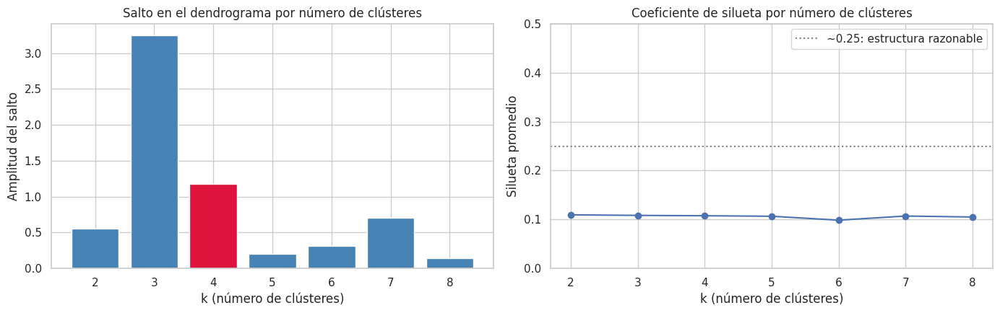 Salto en el dendrograma por número de clústeres
Amplitud del salto
3.0
2.5
2.0
1.5
1.0
0.5
0.0
2 3 4 5 6 7 8
k (número de clústeres)
Coeficiente de silueta por número de clústeres
~0.25: estructura razonable
Silueta promedio
0.5
0.4
0.3
0.2
0.1
0.0
2 3 4 5 6 7 8
k (número de clústeres)